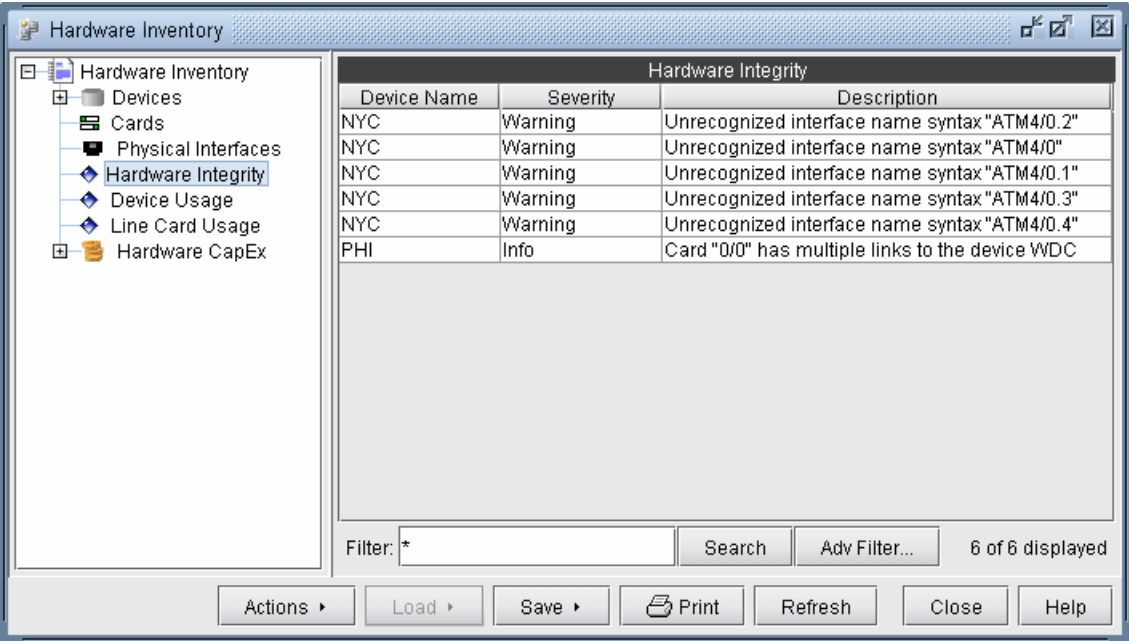 Hardware Inventory
Hardware Inventory
Devices
Cards
Physical Interfaces
Hardware Integrity
Device Usage
Line Card Usage
Hardware CapEx
Hardware Integrity
Device Name Severity Description
NYC Warning Unrecognized interface name syntax "ATM4/0.2"
NYC Warning Unrecognized interface name syntax "ATM4/0"
NYC Warning Unrecognized interface name syntax "ATM4/0.1"
NYC Warning Unrecognized interface name syntax "ATM4/0.3"
NYC Warning Unrecognized interface name syntax "ATM4/0.4"
PHI Info Card "0/0" has multiple links to the device WDC
Filter: * Search Adv Filter... 6 of 6 displayed
Actions Load Save Print Refresh Close Help